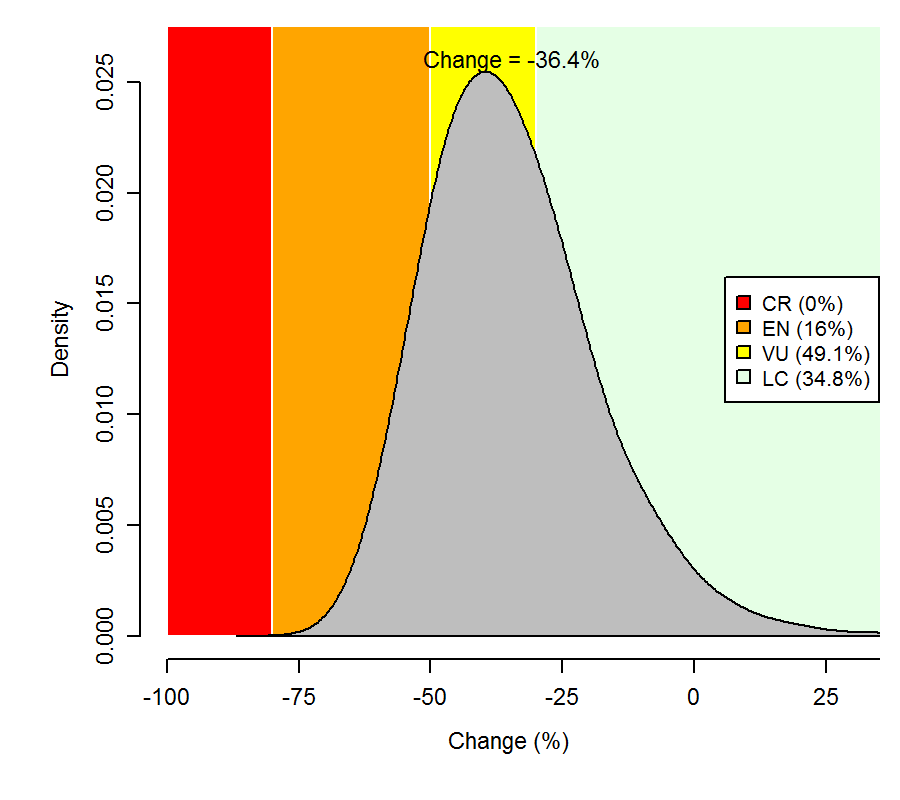 Change = -36.4%
Density
0.025
0.020
0.015
0.010
0.005
0.000
CR (0%)
EN (16%)
VU (49.1%)
LC (34.8%)
-100 -75 -50 -25 0 25
Change (%)